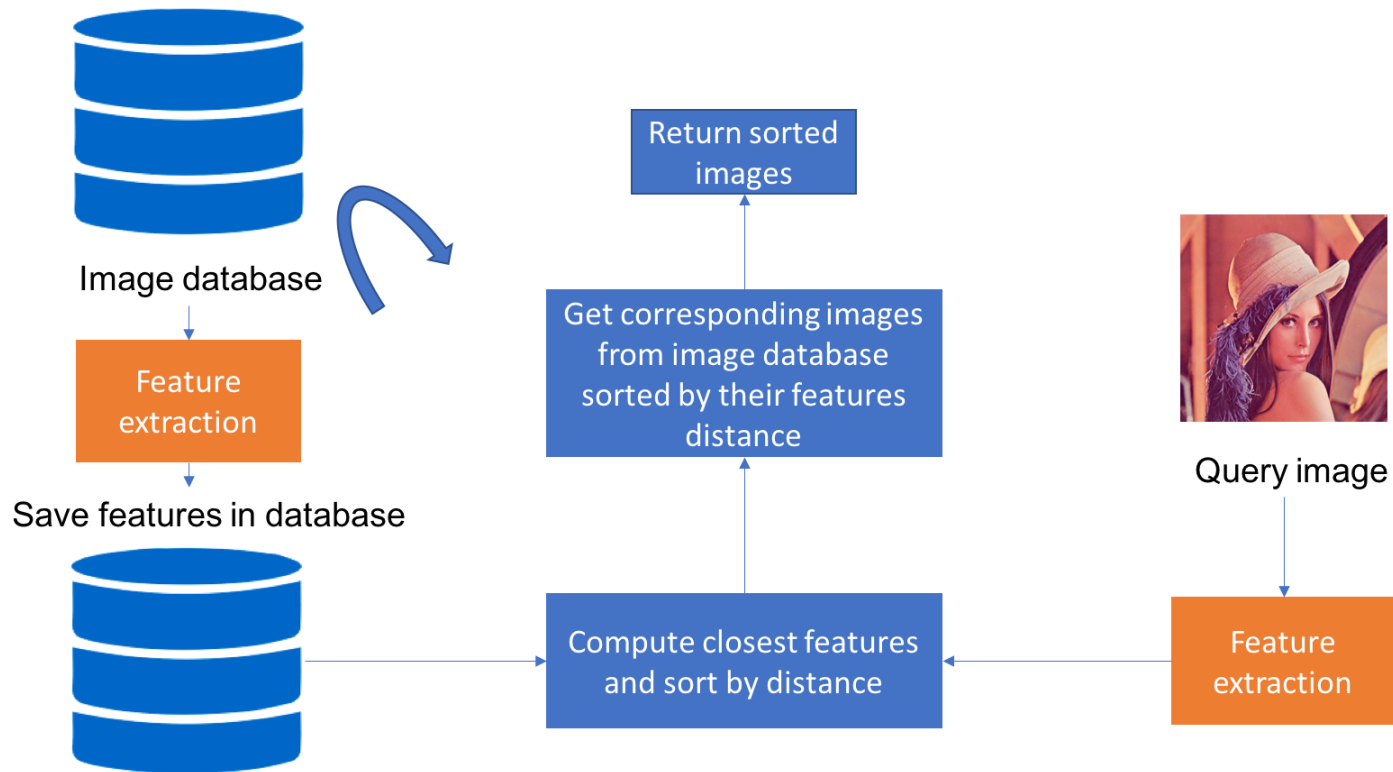 Return sorted
images
Image database
Get corresponding images
from image database
sorted by their features
distance
Feature
extraction
Query image
Save features in database
Compute closest features
and sort by distance
Feature
extraction